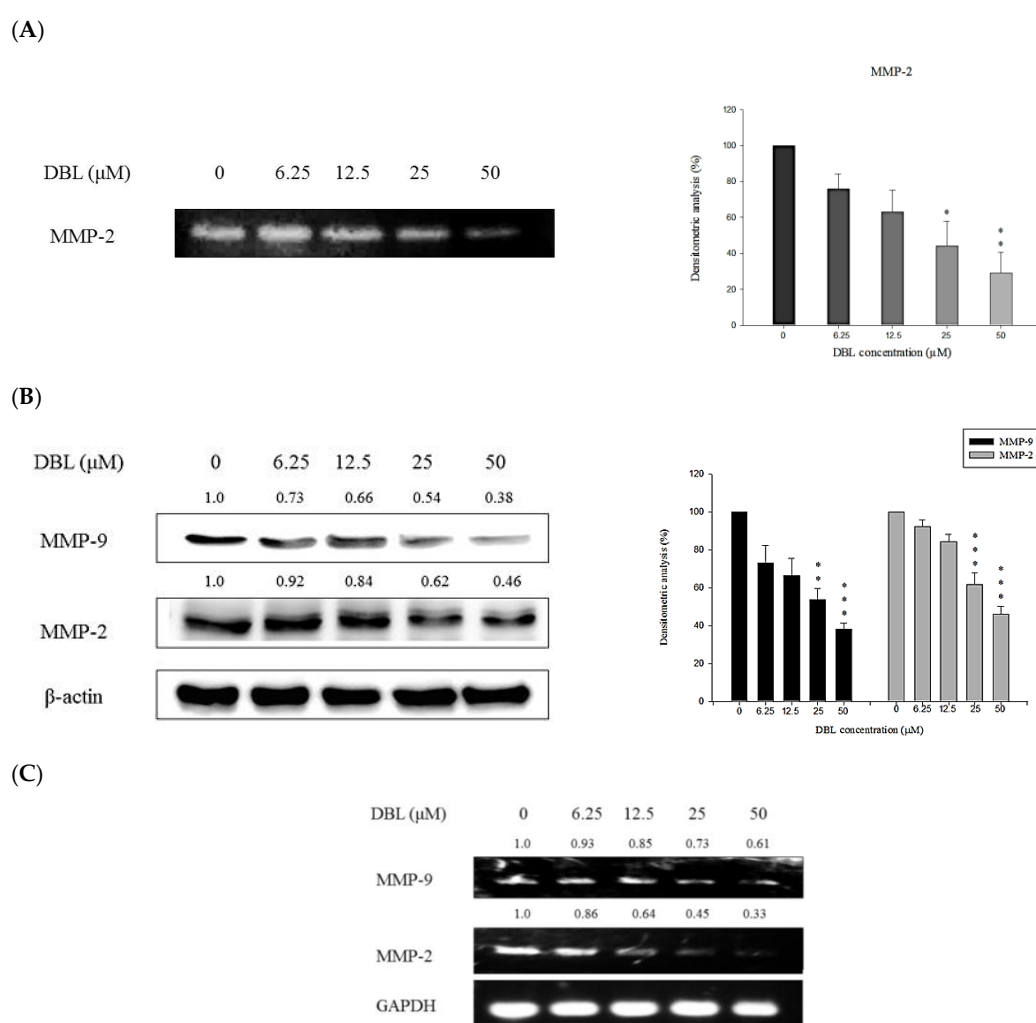 (A)
MMP-2
DBL (μM) 0 6.25 12.5 25 50
MMP-2
Densitometric analysis (%)
120
100
80
60
40
20
0
*
* *
0 6.25 12.5 25 50
DBL concentration (μM)
(B)
DBL (μM) 0 6.25 12.5 25 50
1.0 0.73 0.66 0.54 0.38
MMP-9
1.0 0.92 0.84 0.62 0.46
MMP-2
β-actin
MMP-9
MMP-2
Densitometric analysis (%)
120
100
80
60
40
20
0
* *
* * *
* * *
* * *
0 6.25 12.5 25 50 0 6.25 12.5 25 50
DBL concentration (μM)
(C)
DBL (μM) 0 6.25 12.5 25 50
1.0 0.93 0.85 0.73 0.61
MMP-9
1.0 0.86 0.64 0.45 0.33
MMP-2
GAPDH